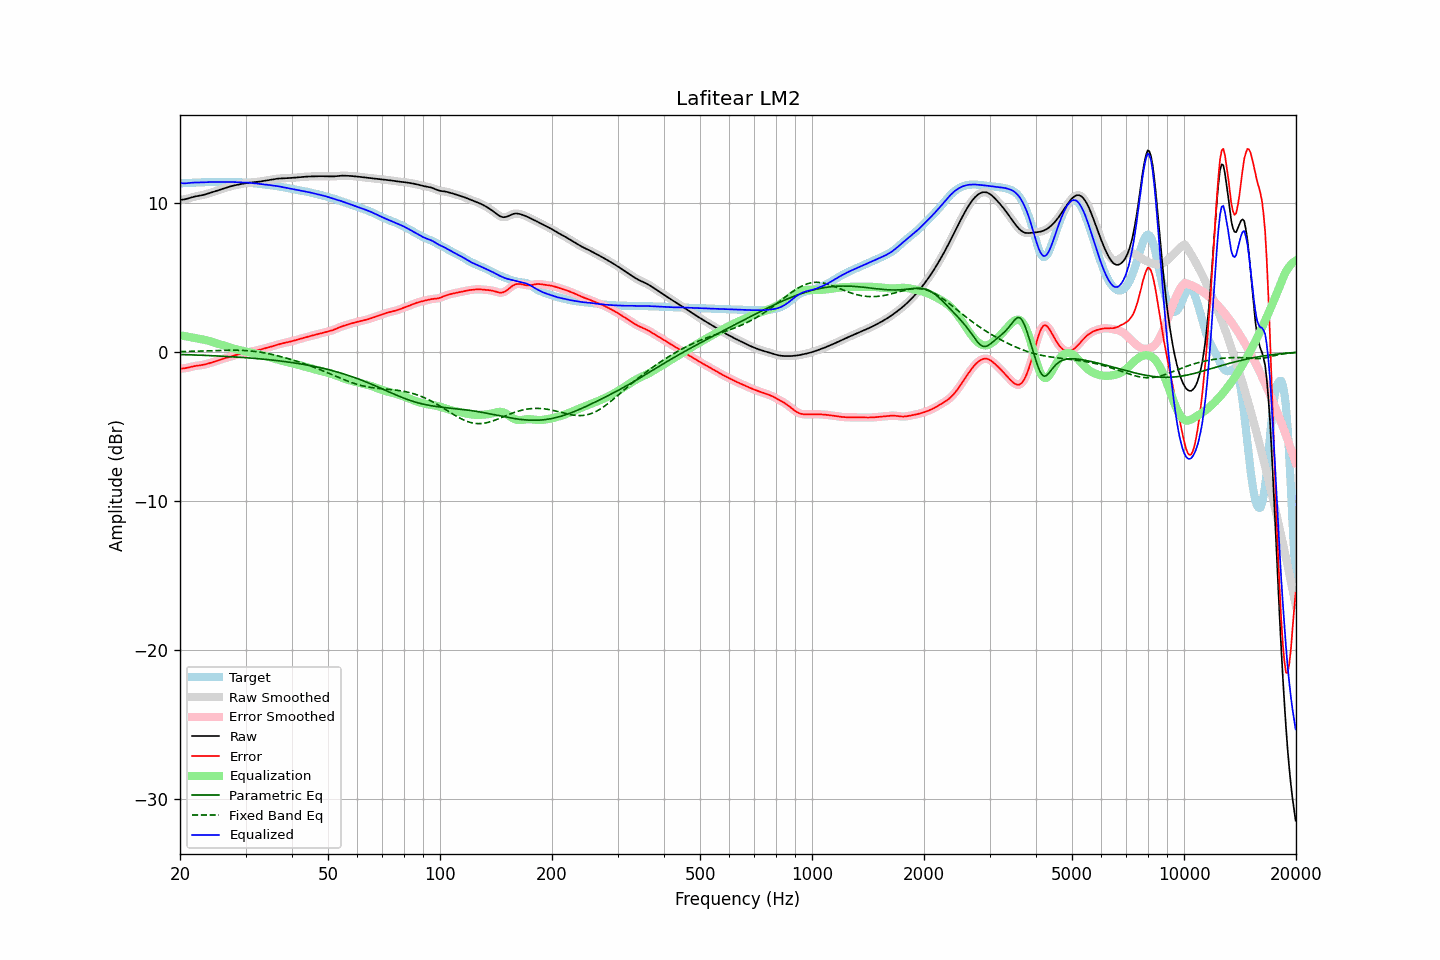 Lafitear LM2
10
0
−10
−20
−30
Amplitude (dBr)
Target
Raw Smoothed
Error Smoothed
Raw
Error
Equalization
Parametric Eq
Fixed Band Eq
Equalized
20 50 100 200 500 1000 2000 5000 10000 20000
Frequency (Hz)